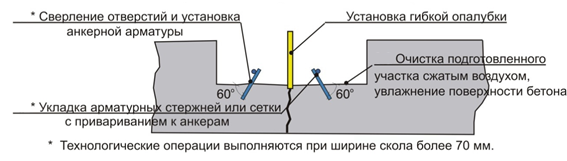 * Сверление отверстий и установка
анкерной арматуры
Установка гибкой опалубки
Очистка подготовленного
участка сжатым воздухом,
увлажнение поверхности бетона
60°
60°
* Укладка арматурных стержней или сетки
с привариванием к анкерам
* Технологические операции выполняются при ширине скола более 70 мм.